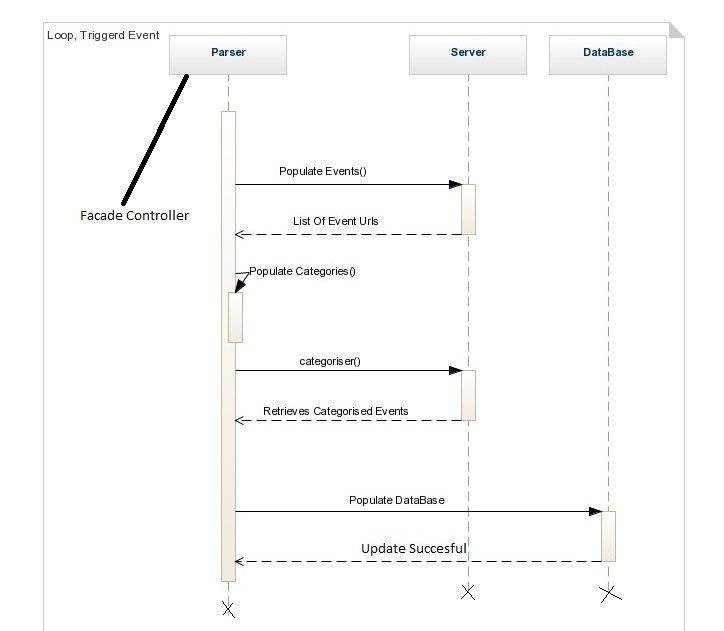 Loop, Triggerd Event
Parser
Server
DataBase
Facade Controller
Populate Events()
List Of Event Urls
Populate Categories()
categoriser()
Retrieves Categorised Events
Populate DataBase
Update Succesful